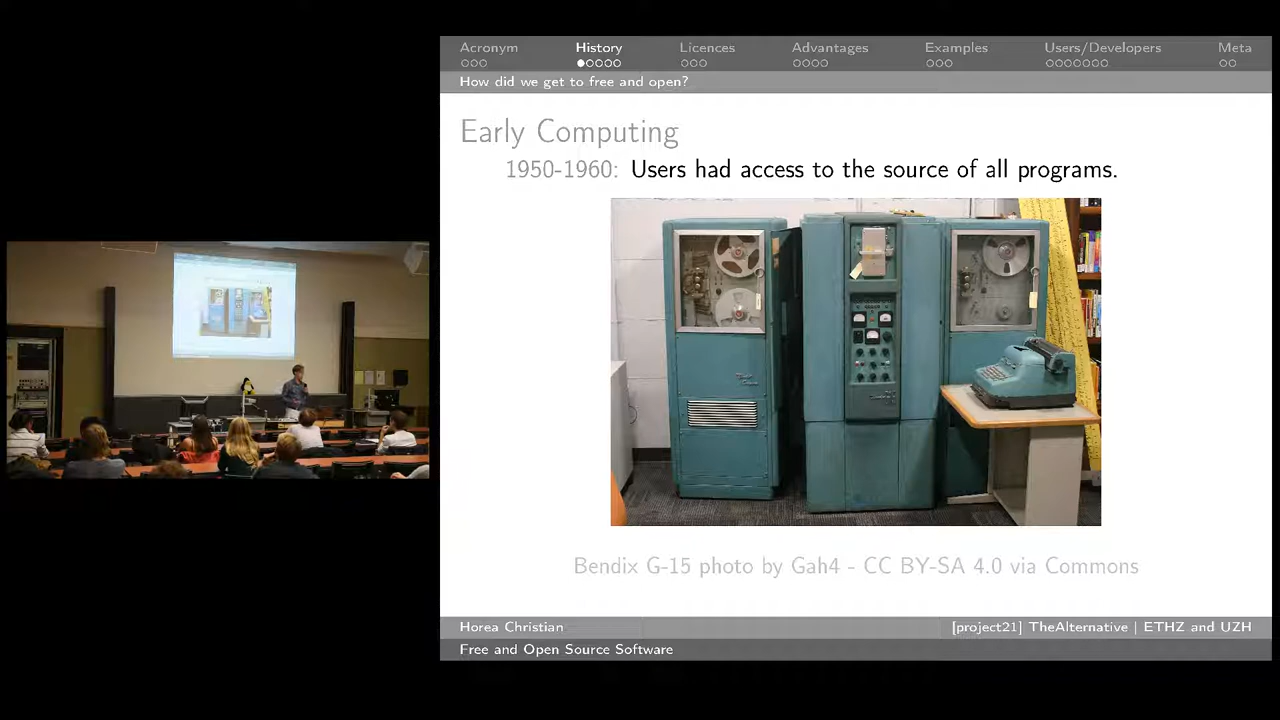 Acronym History Licences Advantages Examples Users/Developers Meta
How did we get to free and open?
Early Computing
1950-1960: Users had access to the source of all programs.
Bendix G-15 photo by Gah4 - CC BY-SA 4.0 via Commons
Horea Christian [project21] TheAlternative | ETHZ and UZH
Free and Open Source Software